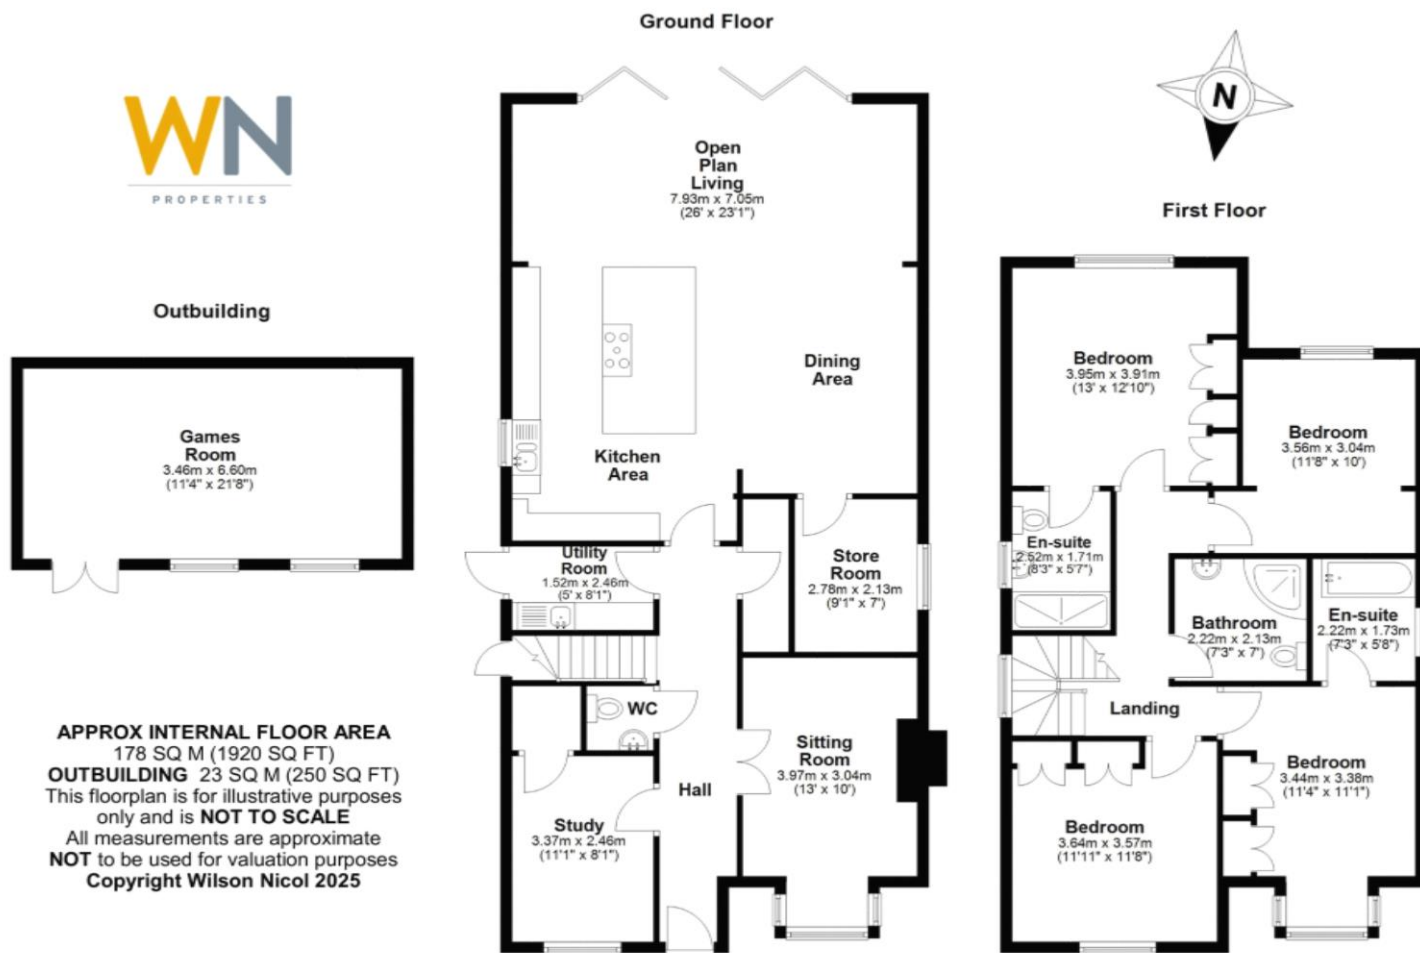 Ground Floor
WN
PROPERTIES
N
Open
Plan
Living
7.93m x 7.05m
(26' x 23'1")
First Floor
Outbuilding
Games
Room
3.46m x 6.60m
(11'4" x 21'8")
Dining
Area
Kitchen
Area
Utility
Room
1.52m x 2.46m
(5' x 8'1")
Store
Room
2.78m x 2.13m
(9'1" x 7')
WC
Sitting
Room
3.97m x 3.04m
(13' x 10')
Hall
Study
3.37m x 2.46m
(11'1" x 8'1")
Bedroom
3.95m x 3.91m
(13' x 12'10")
Bedroom
3.56m x 3.04m
(11'8" x 10')
En-suite
2.52m x 1.71m
(8'3" x 5'7")
Bathroom
2.22m x 2.13m
(7'3" x 7')
En-suite
2.22m x 1.73m
(7'3" x 5'8")
Landing
Bedroom
3.44m x 3.38m
(11'4" x 11'1")
Bedroom
3.64m x 3.57m
(11'11" x 11'8")
APPROX INTERNAL FLOOR AREA
178 SQ M (1920 SQ FT)
OUTBUILDING 23 SQ M (250 SQ FT)
This floorplan is for illustrative purposes
only and is NOT TO SCALE
All measurements are approximate
NOT to be used for valuation purposes
Copyright Wilson Nicol 2025